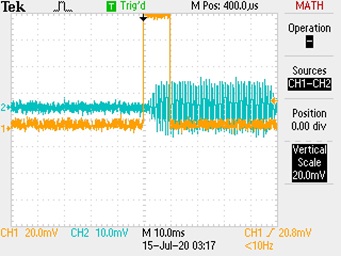 Tek Trig'd M Pos: 400.0us MATH
Operation
-
Sources
CH1-CH2
Position
0.00 div
Vertical
Scale
20.0mV
2
1
CH1 20.0mV CH2 10.0mV M 10.0ms CH1 20.8mV
15-Jul-20 03:17 <10Hz